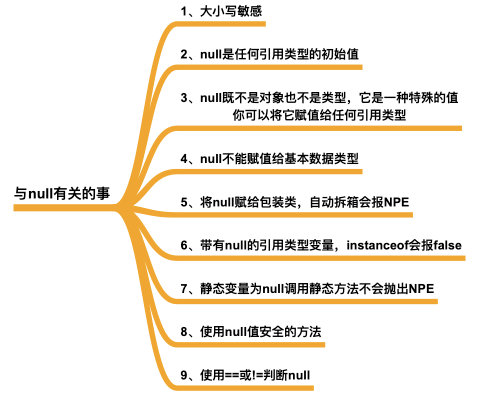 1、大小写敏感
2、null是任何引用类型的初始值
3、null既不是对象也不是类型，它是一种特殊的值
你可以将它赋值给任何引用类型
与null有关的事
4、null不能赋值给基本数据类型
5、将null赋给包装类，自动拆箱会报NPE
6、带有null的引用类型变量，instanceof会报false
7、静态变量为null调用静态方法不会抛出NPE
8、使用null值安全的方法
9、使用==或!=判断null